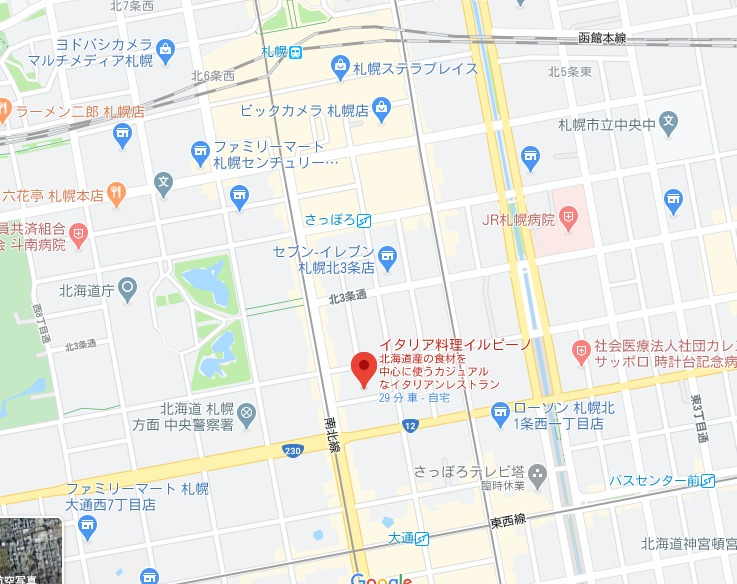 北7条西
北8条西
ヨドバシカメラ
マルチメディア札幌
札幌
函館本線
北6条西
札幌ステラプレイス
北5条東
ラーメン二郎 札幌店
ビックカメラ 札幌店
札幌市立中央中
ファミリーマート
札幌センチュリー…
六花亭 札幌本店
さっぽろ
JR札幌病院
員共済組合
会 斗南病院
セブン-イレブン
札幌北3条店
北海道庁
北3条通
西8丁目通
北3条通
イタリア料理イルピーノ
北海道産の食材を
中心に使うカジュアル
なイタリアンレストラン
29 分 車 - 自宅
社会医療法人社団カレ
サッポロ 時計台記念病
北海道 札幌
方面 中央警察署
ローソン 札幌北
1条西一丁目店
東3丁目通
12
230
南北線
さっぽろテレビ塔
臨時休業
バスセンター前
ファミリーマート 札幌
大通西7丁目店
東西線
大通
北海道神宮頓宮
航空写真
Google